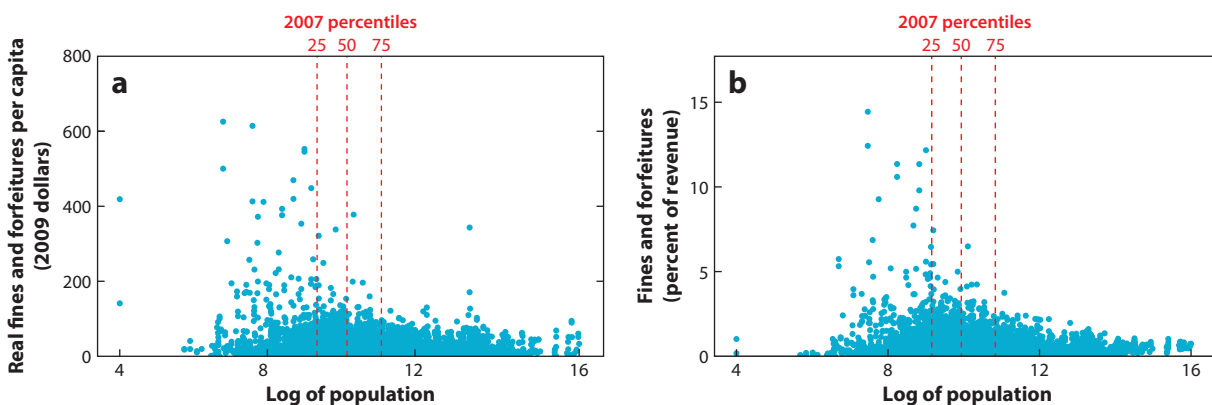 2007 percentiles
25 50 75
a
800
600
400
200
0
Real fines and forfeitures per capita
(2009 dollars)
4 8 10 12 16
Log of population
2007 percentiles
25 50 75
b
15
10
5
0
Fines and forfeitures
(percent of revenue)
4 8 10 12 16
Log of population